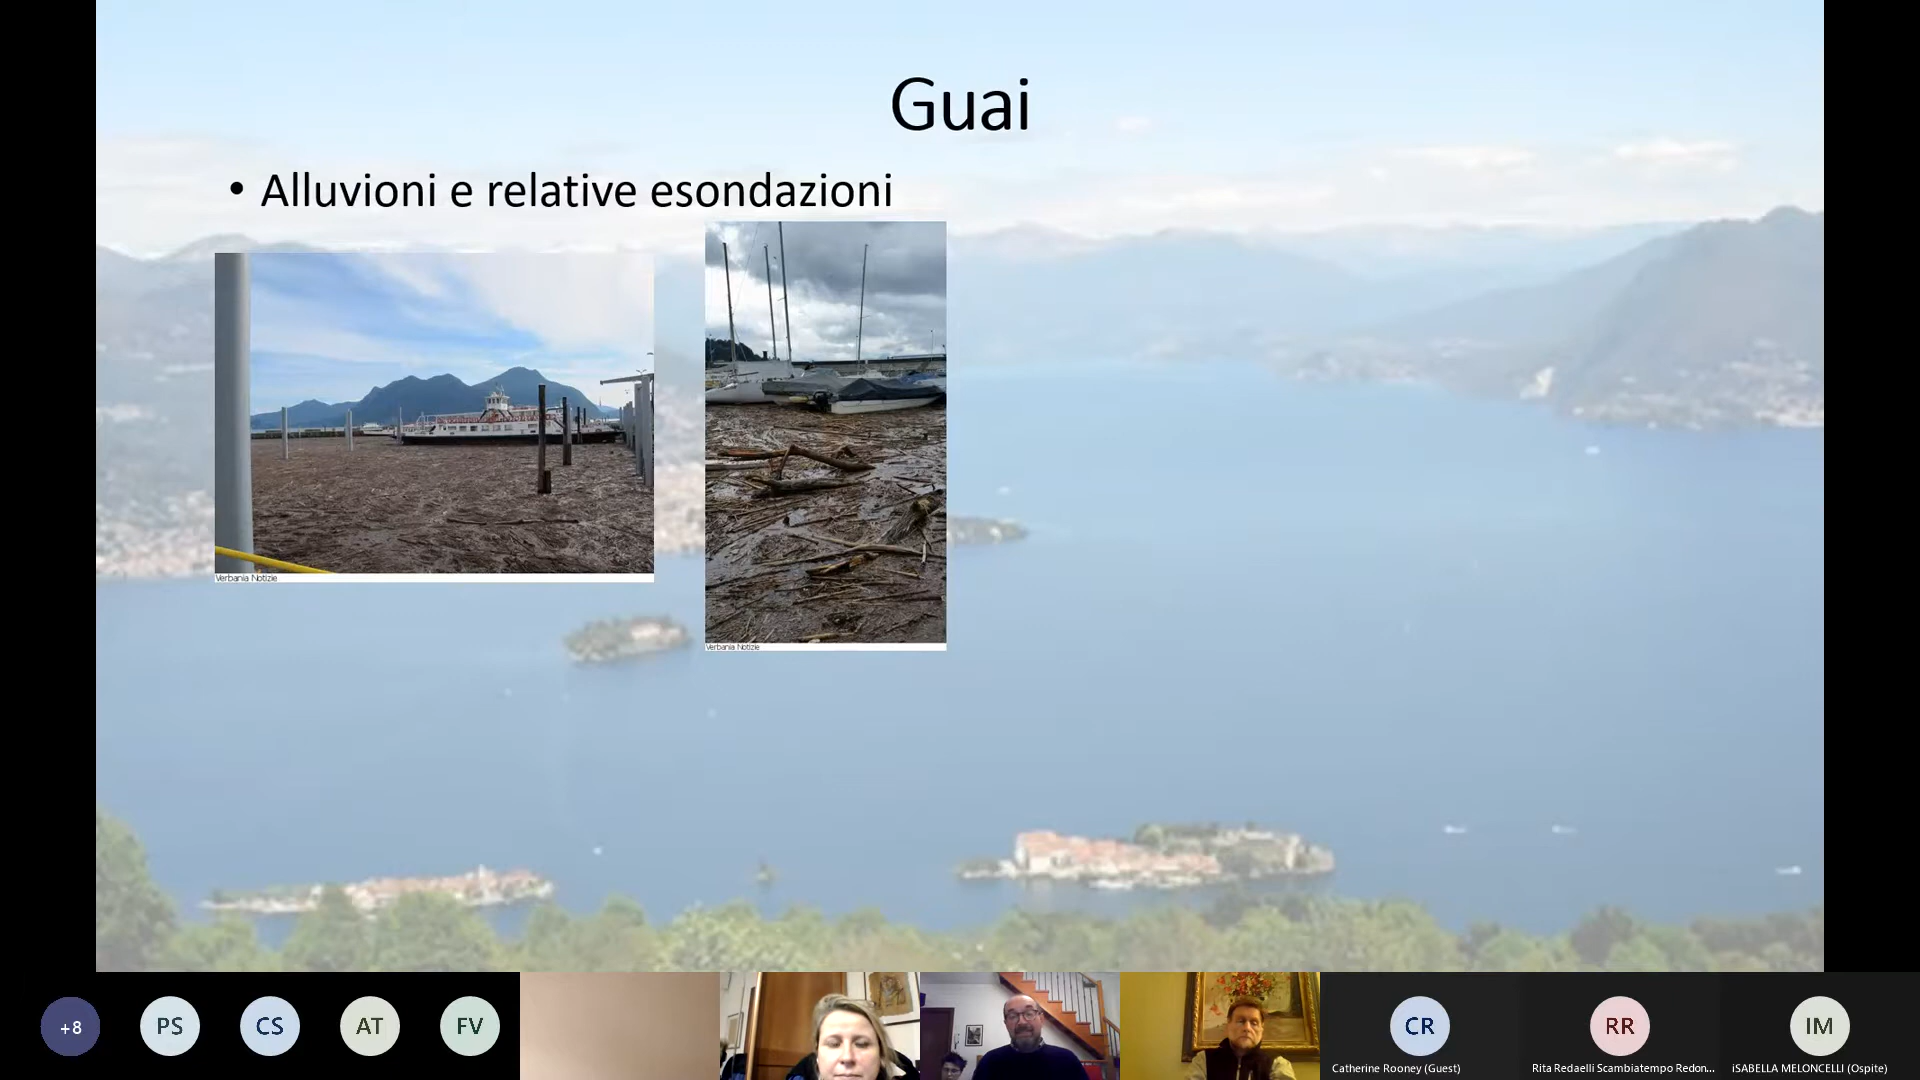 Guai
• Alluvioni e relative esondazioni
Verbania Notizie
Verbania Notizie
+8
PS
CS
AT
FV
CR
Catherine Rooney (Guest)
RR
Rita Redaelli Scambiatempo Redon...
IM
iSABELLA MELONCELLI (Ospite)